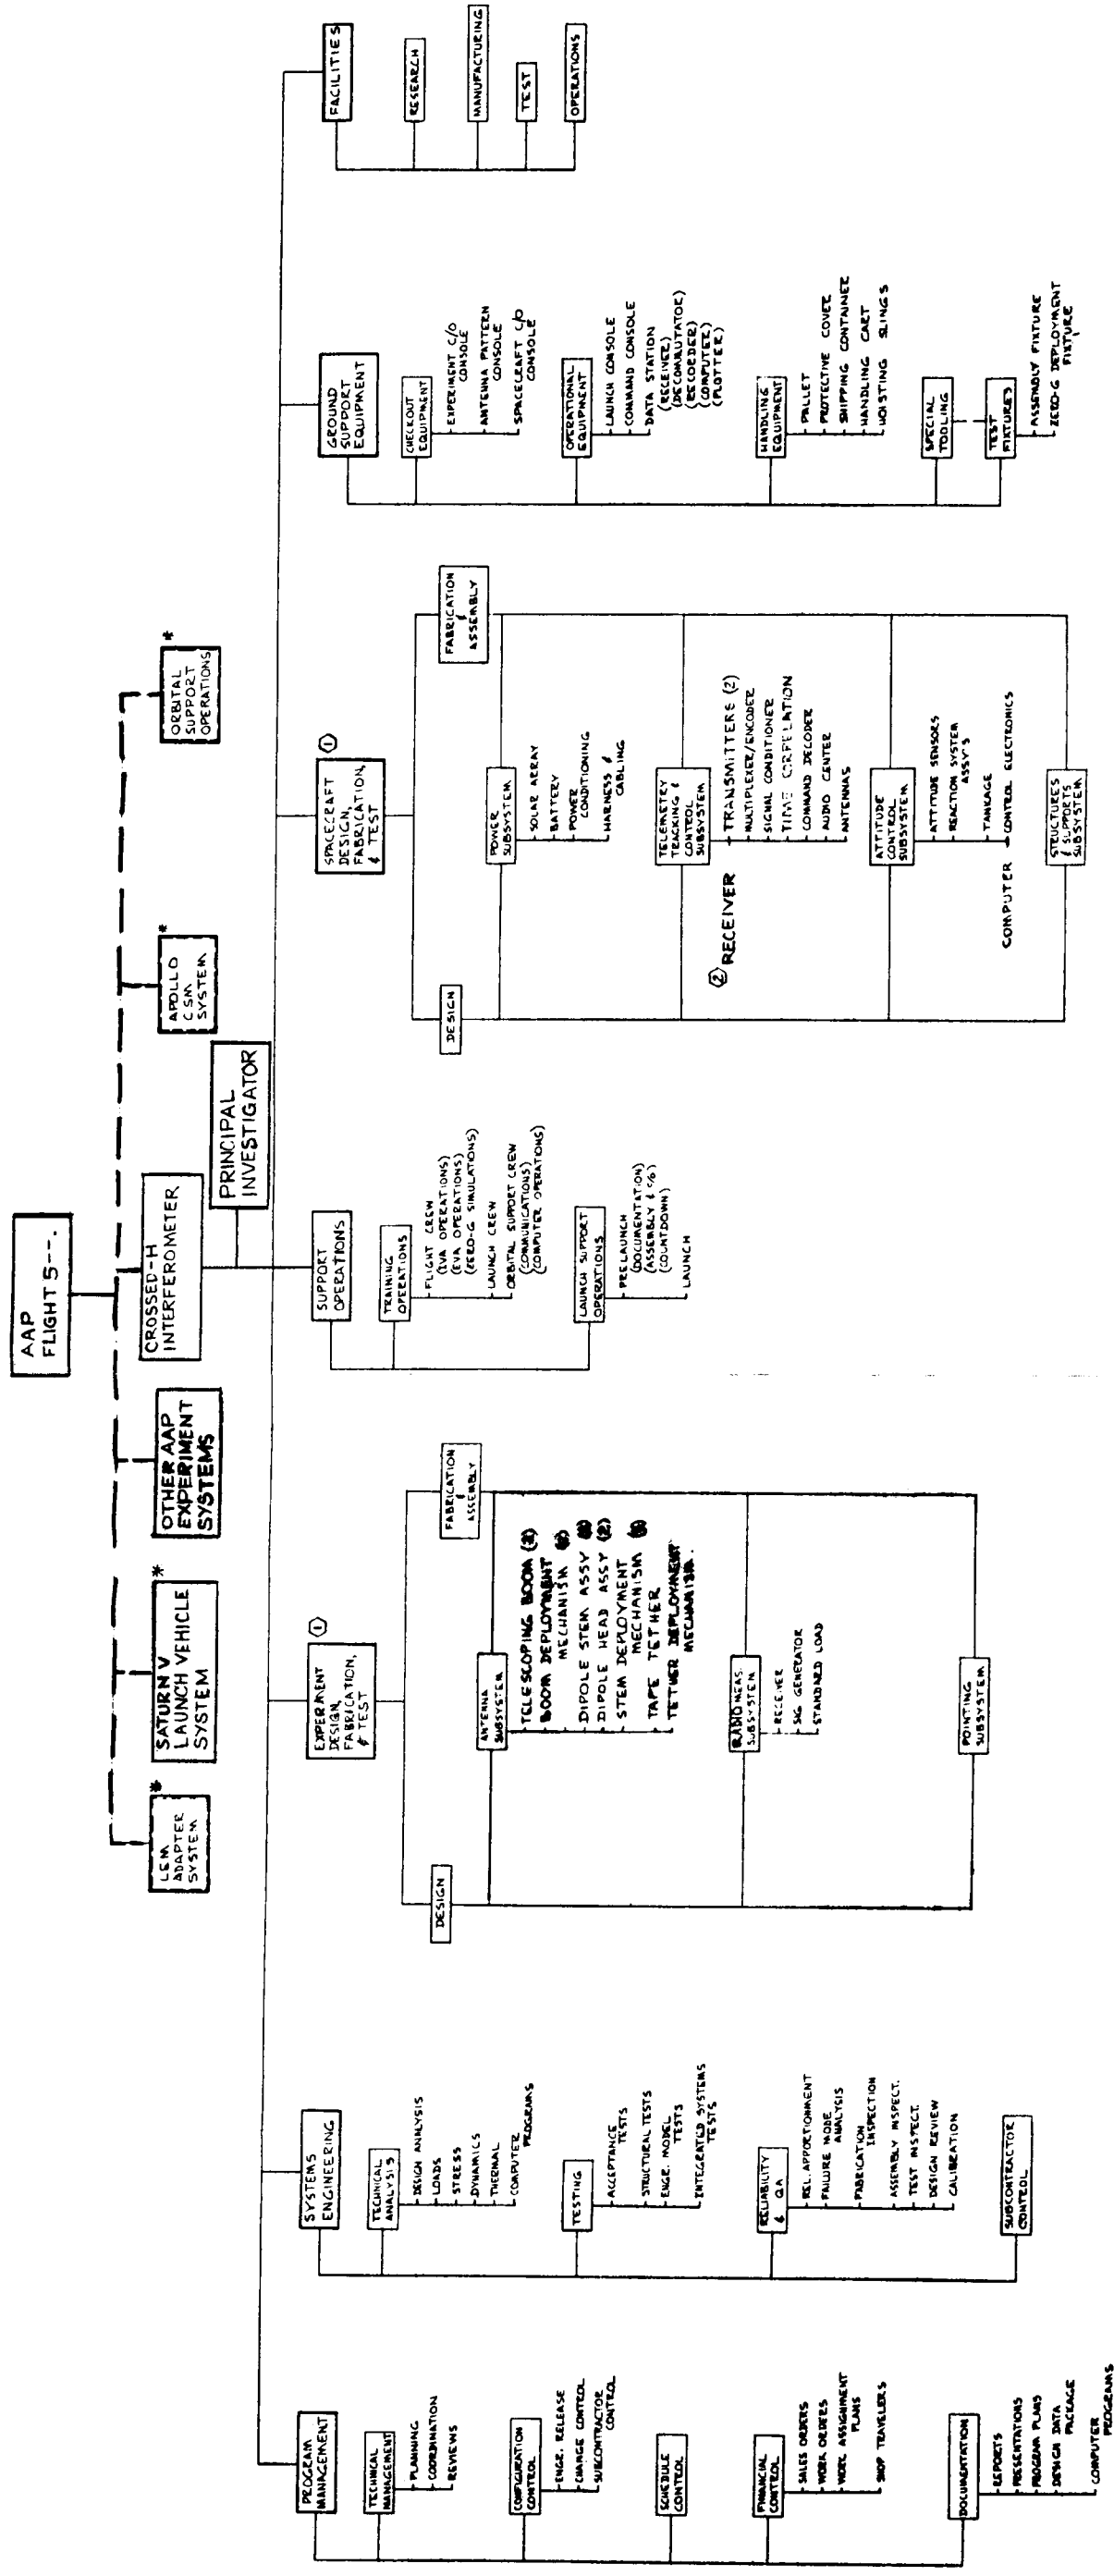 AAP
FLIGHT 5--.
LEM
ADAPTER
SYSTEM
*
SATURN V
LAUNCH VEHICLE
SYSTEM
*
OTHER AAP
EXPERIMENT
SYSTEMS
CROSSED-H
INTERFEROMETER
APOLLO
CSM
SYSTEM
*
ORBITAL
SUPPORT
OPERATIONS
*
PRINCIPAL
INVESTIGATOR
PROGRAM
MANAGEMENT
TECHNICAL
MANAGEMENT
PLANNING
COORDINATION
REVIEWS
CONFIGURATION
CONTROL
ENGR. RELEASE
CHANGE CONTROL
SUBCONTRACTOR
CONTROL
SCHEDULE
CONTROL
FINANCIAL
CONTROL
SALES ORDERS
WORK ORDERS
WORK ASSIGNMENT
PLANS
SHOP TRAVELERS
DOCUMENTATION
REPORTS
PRESENTATIONS
PROGRAM PLANS
DESIGN DATA
PACKAGE
COMPUTER
PROGRAMS
SYSTEMS
ENGINEERING
TECHNICAL
ANALYSIS
DESIGN ANALYSIS
LOADS
STRESS
DYNAMICS
THERMAL
COMPUTER
PROGRAMS
TESTING
ACCEPTANCE
TESTS
STRUCTURAL TESTS
ENGR. MODEL
TESTS
INTEGRATED SYSTEMS
TESTS
RELIABILITY
& QA
REL. APPORTIONMENT
FAILURE MODE
ANALYSIS
FABRICATION
INSPECTION
ASSEMBLY INSPECT.
TEST INSPECT.
DESIGN REVIEW
CALIBRATION
SUBCONTRACTOR
CONTROL
EXPERIMENT
DESIGN,
FABRICATION,
& TEST
1
DESIGN
FABRICATION
&
ASSEMBLY
ANTENNA
SUBSYSTEM
TELESCOPING BOOM (2)
BOOM DEPLOYMENT
MECHANISM
DIPOLE STEM ASSY
DIPOLE HEAD ASSY (2)
STEM DEPLOYMENT
MECHANISM
TAPE TETHER
TETHER DEPLOYMENT
MECHANISM.
RADIO MEAS.
SUBSYSTEM
RECEIVER
SIG GENERATOR
STANDARD LOAD
POINTING
SUBSYSTEM
SUPPORT
OPERATIONS
TRAINING
OPERATIONS
FLIGHT CREW
(IVA OPERATIONS)
(EVA OPERATIONS)
(ZERO-G SIMULATIONS)
LAUNCH CREW
ORBITAL SUPPORT CREW
(COMMUNICATIONS)
(COMPUTER OPERATIONS)
LAUNCH SUPPORT
OPERATIONS
PRELAUNCH
(DOCUMENTATION)
(ASSEMBLY & C/O)
(COUNTDOWN)
LAUNCH
SPACECRAFT
DESIGN,
FABRICATION,
& TEST
1
DESIGN
FABRICATION
&
ASSEMBLY
POWER
SUBSYSTEM
SOLAR ARRAY
BATTERY
POWER
CONDITIONING
HARNESS &
CABLING
TELEMETRY
TRACKING &
CONTROL
SUBSYSTEM
2 RECEIVER
TRANSMITTERS (2)
MULTIPLEXER/ENCODER
SIGNAL CONDITIONER
TIME CORRELATION
COMMAND DECODER
AUDIO CENTER
ANTENNAS
ATTITUDE
CONTROL
SUBSYSTEM
ATTITUDE SENSORS
REACTION SYSTEM
ASSY'S
TANKAGE
COMPUTER CONTROL ELECTRONICS
STRUCTURES
& SUPPORTS
SUBSYSTEM
GROUND
SUPPORT
EQUIPMENT
CHECKOUT
EQUIPMENT
EXPERIMENT C/O
CONSOLE
ANTENNA PATTERN
CONSOLE
SPACECRAFT C/O
CONSOLE
OPERATIONAL
EQUIPMENT
LAUNCH CONSOLE
COMMAND CONSOLE
DATA STATION
(RECEIVER)
(DECOMMUTATOR)
(RECORDER)
(COMPUTER)
(PLOTTER)
HANDLING
EQUIPMENT
PALLET
PROTECTIVE COVER
SHIPPING CONTAINER
HANDLING CART
HOISTING SLINGS
SPECIAL
TOOLING
TEST
FIXTURES
ASSEMBLY FIXTURE
ZERO-G DEPLOYMENT
FIXTURE
FACILITIES
RESEARCH
MANUFACTURING
TEST
OPERATIONS